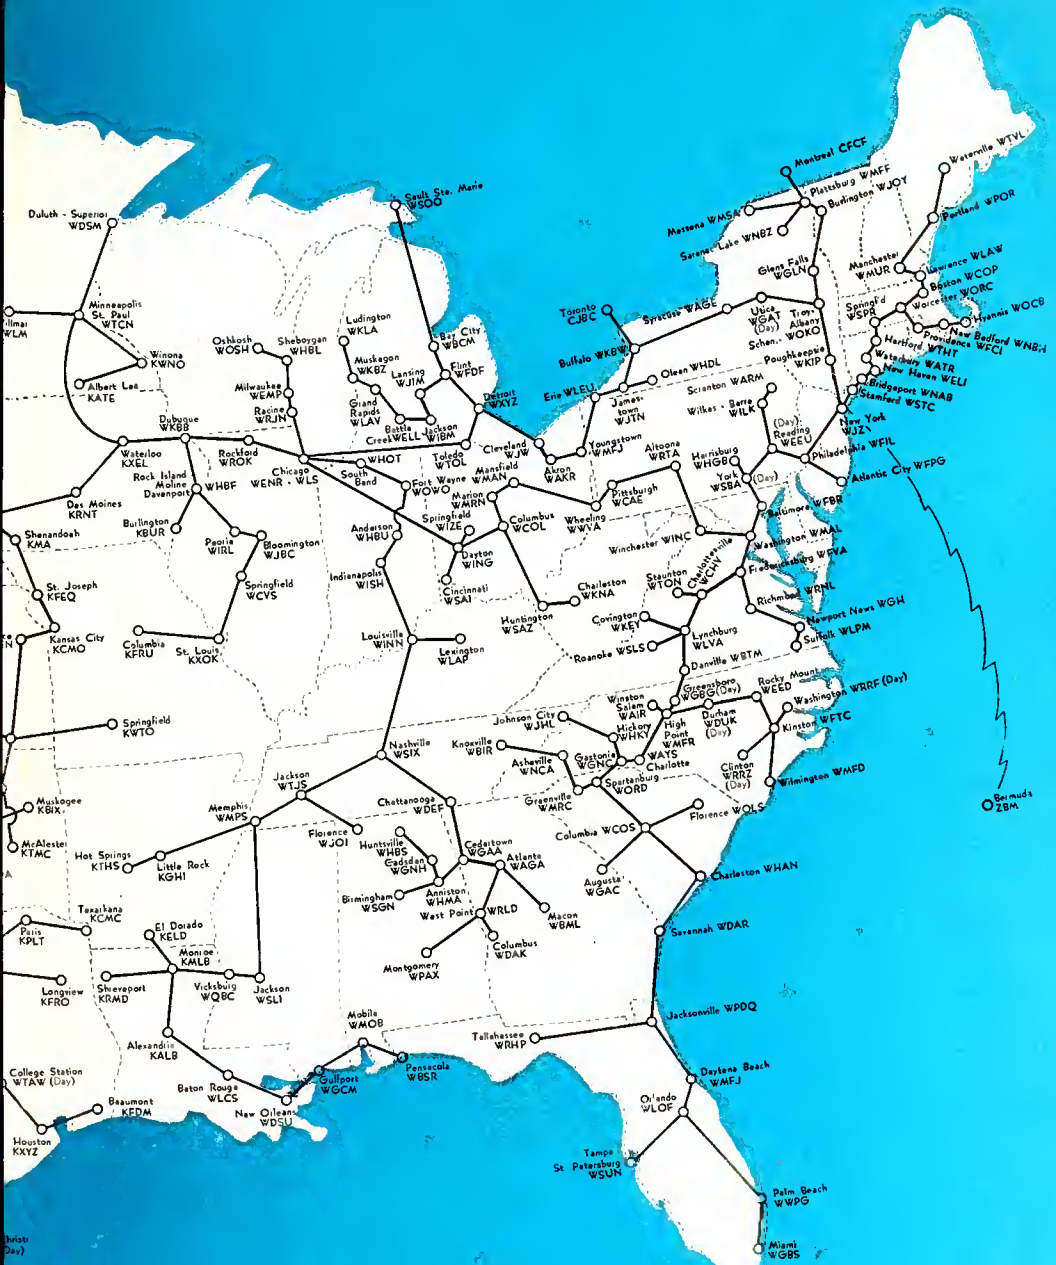 Waterville WTVL
Montreal CFCF
Plattsburg WMFF
Burlington WJOY
Massena WMSA
Saranac Lake WNBZ
Portland WPOR
Sault Ste. Marie
WSOO
Duluth - Superior
WDSM
Glens Falls
WGLN
Manchester
WMUR
Lawrence WLAW
Boston WCOP
Worcester WORC
Hyannis WOCB
New Bedford WNBH
Providence WFCI
Springf'd
WSPR
Hartford WTHT
Waterbury WATR
New Haven WELI
Bridgeport WNAB
Stamford WSTC
Minneapolis
St. Paul
WTCN
illmar
WLM
Winona
KWNO
Albert Lea
KATE
Toronto
CJBC
Syracuse WAGE
Utica
WGAT
(Day)
Troy-
Albany-
Schen.. WOKO
Buffalo WKBW
Poughkeepsie
WKIP
Olean WHDL
Erie WLEU
James-
town
WJTN
Scranton WARM
Wilkes - Barre
WILK
Oshkosh
WOSH
Sheboygan
WHBL
Ludington
WKLA
Bay City
WBCM
Muskagon
WKBZ
Lansing
WJIM
Flint
WFDF
Milwaukee
WEMP
Racine
WRJN
Grand
Rapids
WLAV
Battle
Creek WELL
Jackson
WIBM
Detroit
WXYZ
Toledo
WTOL
Cleveland
WJW
Akron
WAKR
Youngstown
WMFJ
New York
WJZ
(Day)
Reading
WEEU
Philadelphia WFIL
Atlantic City WFPG
Harrisburg
WHGB
York
WSBA (Day)
Altoona
WRTA
Baltimore WFBR
Washington WMAL
Dubuque
WKBB
Waterloo
KXEL
Rockford
WROK
Chicago
WENR - WLS
WHOT
South
Band
Fort Wayne
WOWO
Mansfield
WMAN
Marion
WMRN
Pittsburgh
WCAE
Wheeling
WWVA
Columbus
WCOL
Rock Island
Moline
Davenport
WHBF
Des Moines
KRNT
Burlington
KBUR
Peoria
WIRL
Bloomington
WJBC
Springfield
WCVS
Shenandoah
KMA
St. Joseph
KFEQ
Kansas City
KCMO
Columbia
KFRU
St. Louis
KXOK
Anderson
WHBU
Indianapolis
WISH
Springfield
WIZE
Dayton
WING
Cincinnati
WSAI
Huntington
WSAZ
Charleston
WKNA
Winchester WINC
Fredericksburg WFVA
Charlottesville
WCHV
Staunton
WTON
Richmond WRNL
Newport News WGH
Suffolk WLPM
Covington
WKEY
Roanoke WSLS
Lynchburg
WLVA
Danville WBTM
Louisville
WINN
Lexington
WLAP
Springfield
KWTO
Greensboro
WGBG (Day)
Rocky Mount
WEED
Washington WRRF (Day)
Kinston WFTC
Winston
Salem
WAIR
High
Point
WMFR
Durham
WDUK
(Day)
Clinton
WRRZ
(Day)
Wilmington WMFD
Johnson City
WJHL
Hickory
WHKY
Gastonia
WGNC
WAYS
Charlotte
Knoxville
WBIR
Asheville
WNCA
Spartanburg
WORD
Greenville
WMRC
Florence WOLS
Columbia WCOS
Augusta
WGAC
Charleston WHAN
Savannah WDAR
Bermuda
ZBM
Nashville
WSIX
Jackson
WTJS
Memphis
WMPS
Florence
WJOI
Chattanooga
WDEF
Huntsville
WHBS
Gadsdan
WGNH
Cedartown
WGAA
Atlanta
WAGA
Anniston
WHMA
Birmingham
WSGN
West Point
WRLD
Macon
WBML
Columbus
WDAK
Montgomery
WPAX
Muskogee
KBIX
McAlester
KTMC
Hot Springs
KTHS
Little Rock
KGHI
Texarkana
KCMC
Paris
KPLT
El Dorado
KELD
Monroe
KMLB
Longview
KFRO
Shreveport
KRMD
Vicksburg
WQBC
Jackson
WSLI
Alexandria
KALB
Baton Rouge
WLCS
New Orleans
WDSU
Mobile
WMOB
Gulfport
WGCM
Pensacola
WBSR
Tallahassee
WRHP
Jacksonville WPDQ
Daytona Beach
WMFJ
Orlando
WLOF
Tampa
St Petersburg
WSUN
Palm Beach
WWPG
Miami
WGBS
College Station
WTAW (Day)
Beaumont
KFDM
Houston
KXYZ
hristi
Day)